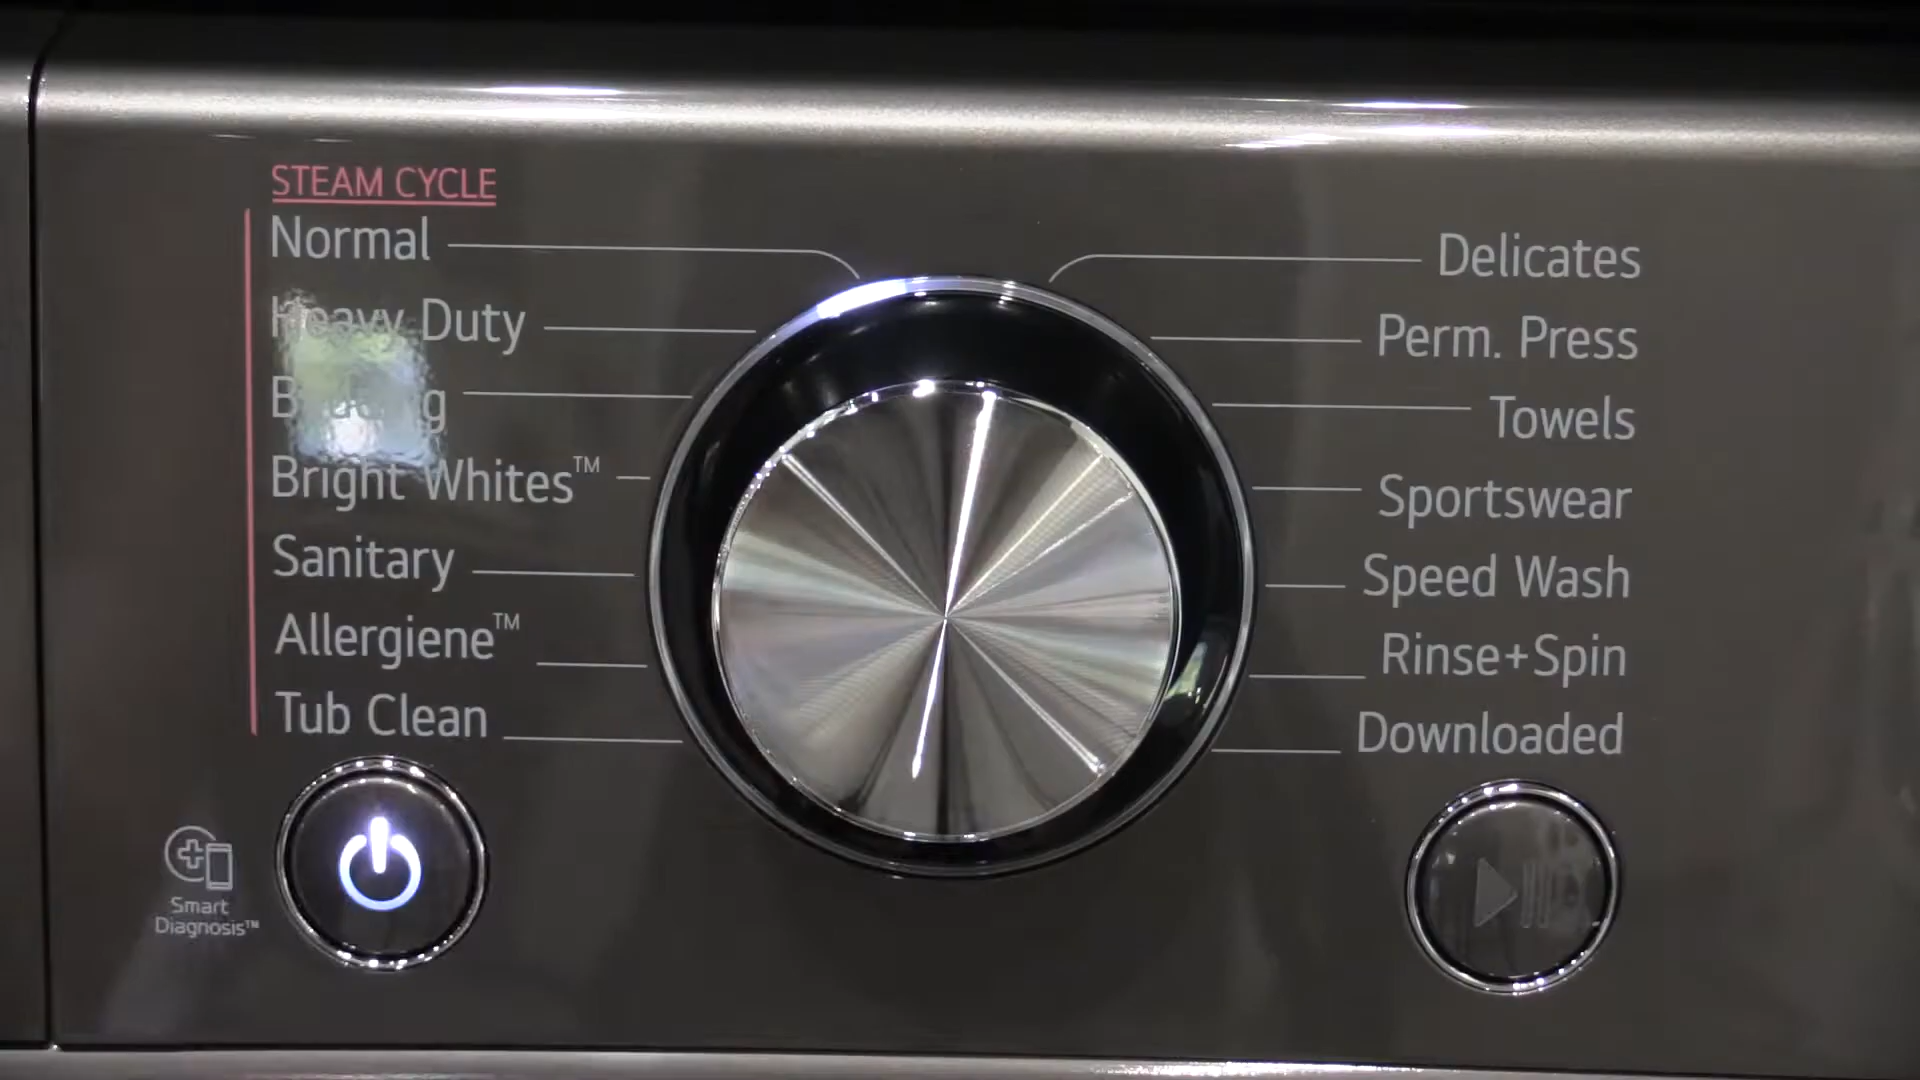 STEAM CYCLE
Normal
Heavy Duty
Bright Whites™
Sanitary
Allergiene™
Tub Clean
Delicates
Perm. Press
Towels
Sportswear
Speed Wash
Rinse+Spin
Downloaded
Smart
Diagnosis™